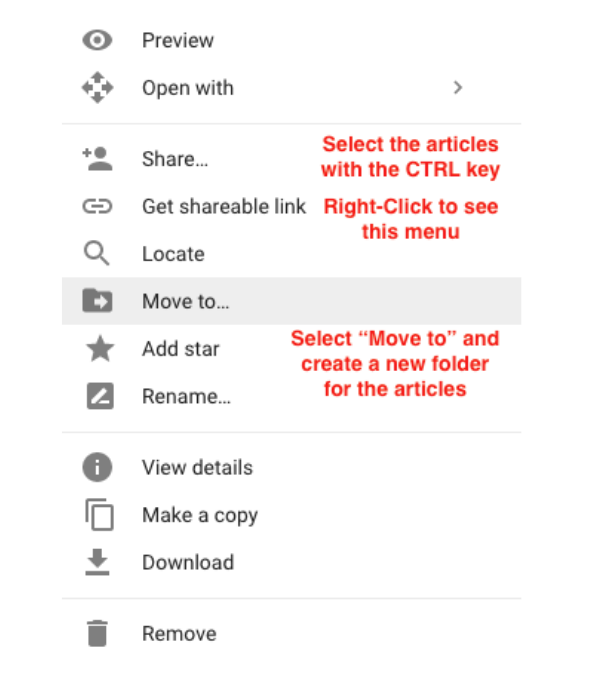 Preview
Open with
Select the articles
with the CTRL key
Share...
Get shareable link
Right-Click to see
this menu
Locate
Move to...
Select “Move to” and
create a new folder
for the articles
Add star
Rename...
View details
Make a copy
Download
Remove